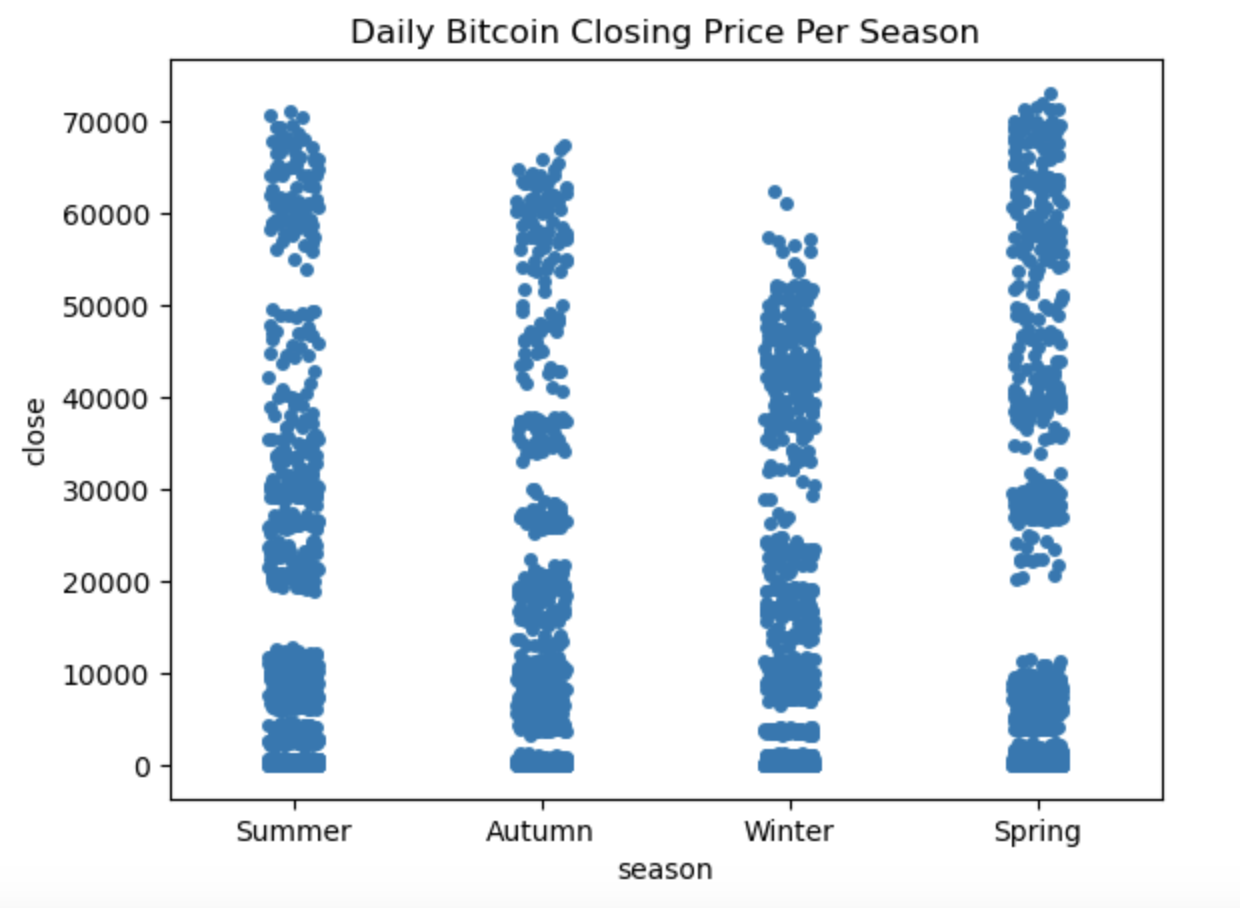 Daily Bitcoin Closing Price Per Season
70000
60000
50000
40000
30000
20000
10000
0
close
Summer Autumn Winter Spring
season